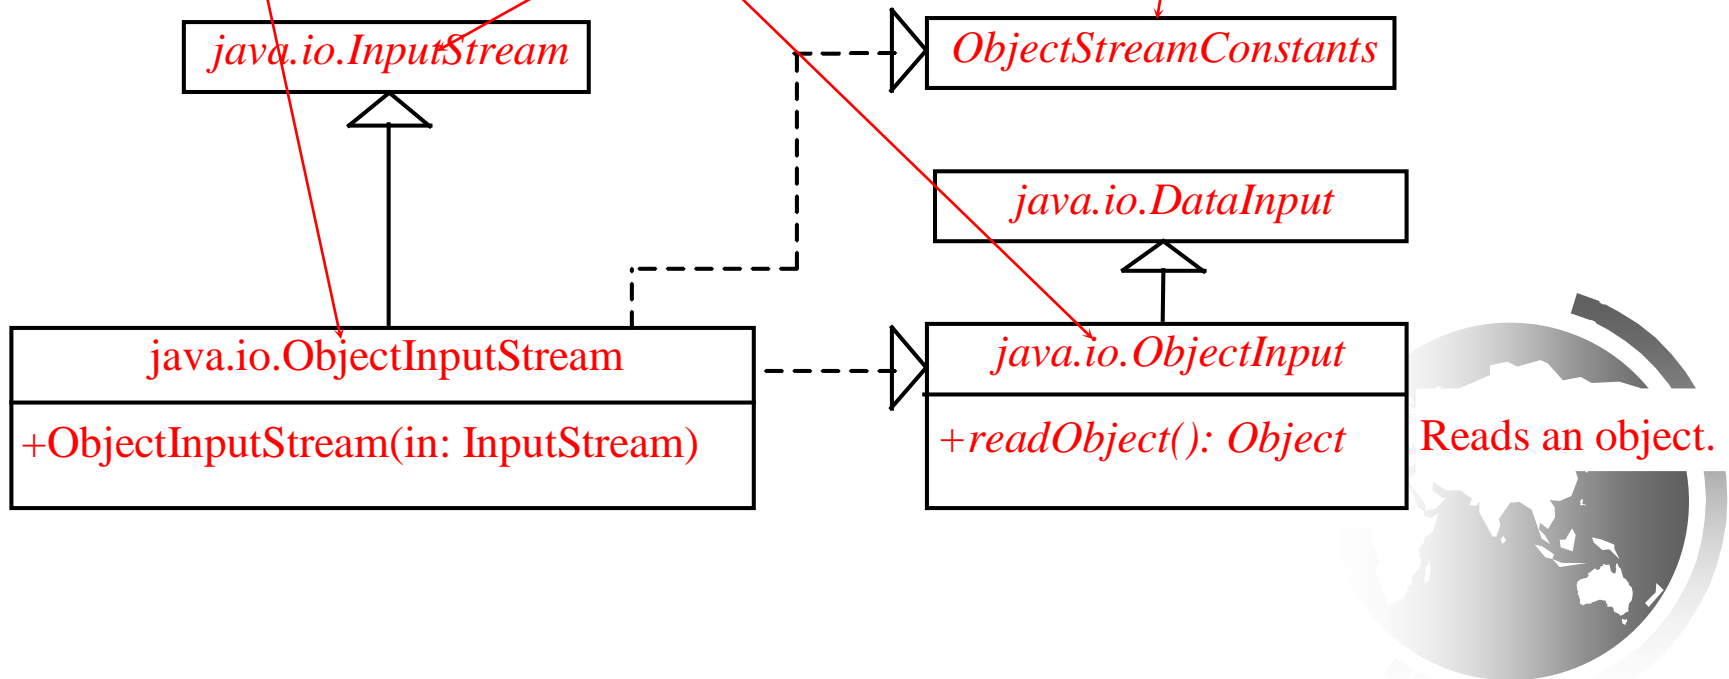 java.io.InputStream
ObjectStreamConstants
java.io.DataInput
java.io.ObjectInputStream
+ObjectInputStream(in: InputStream)
java.io.ObjectInput
+readObject(): Object
Reads an object.